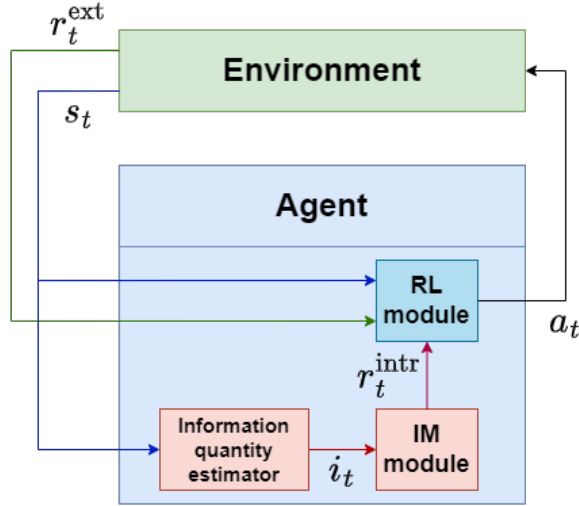 r_t^ext
Environment
s_t
Agent
RL
module
a_t
r_t^intr
Information
quantity
estimator
i_t
IM
module